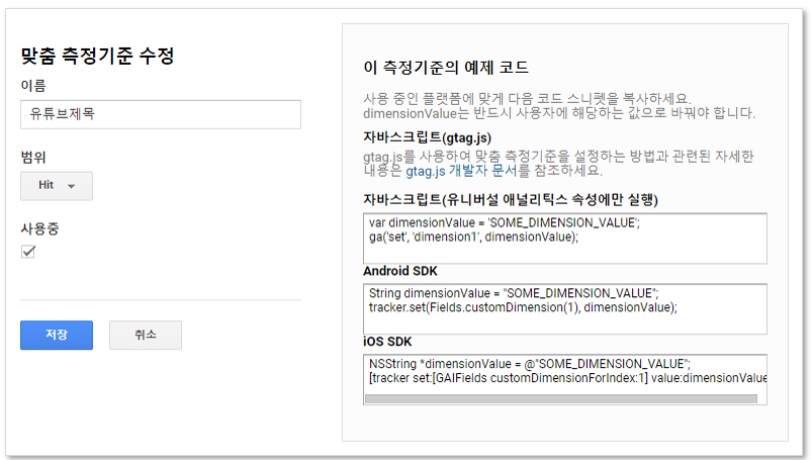 맞춤 측정기준 수정
이름
유튜브제목
범위
Hit
사용중
저장
취소
이 측정기준의 예제 코드
사용 중인 플랫폼에 맞게 다음 코드 스니펫을 복사하세요.
dimensionValue는 반드시 사용자에 해당하는 값으로 바꿔야 합니다.
자바스크립트(gtag.js)
gtag.js를 사용하여 맞춤 측정기준을 설정하는 방법과 관련된 자세한
내용은 gtag.js 개발자 문서를 참조하세요.
자바스크립트(유니버설 애널리틱스 속성에만 실행)
var dimensionValue = 'SOME_DIMENSION_VALUE';
ga('set', 'dimension1', dimensionValue);
Android SDK
String dimensionValue = "SOME_DIMENSION_VALUE";
tracker.set(Fields.customDimension(1), dimensionValue);
iOS SDK
NSString *dimensionValue = @"SOME_DIMENSION_VALUE";
[tracker set:[GAIFields customDimensionForIndex:1] value:dimensionValue